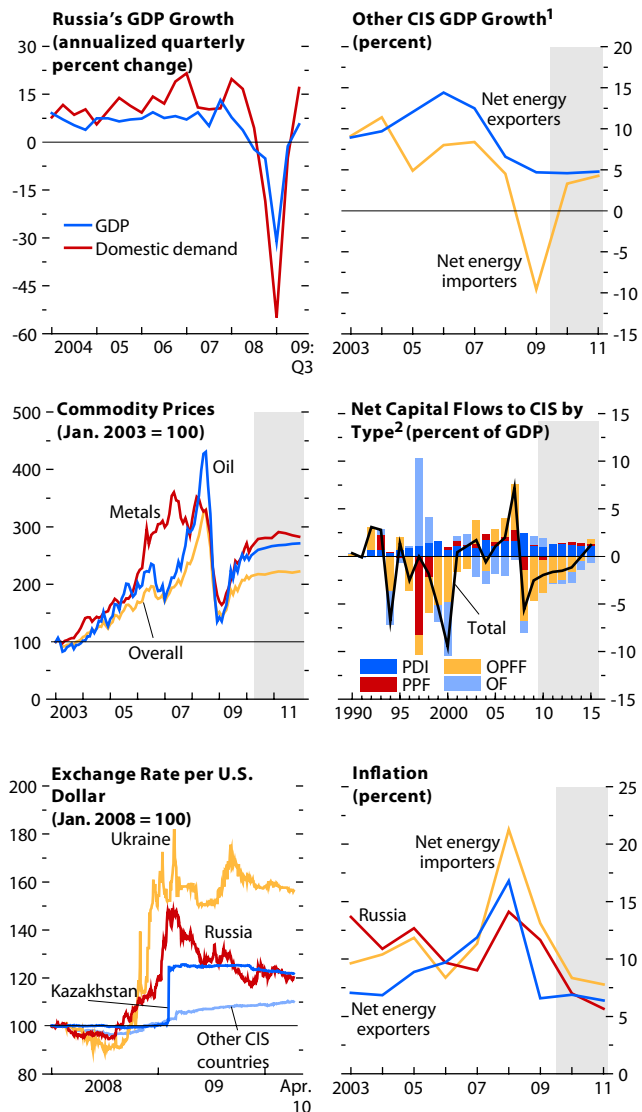 Russia's GDP Growth
(annualized quarterly
percent change)
30
15
0
-15
-30
-45
-60
GDP
Domestic demand
2004 05 06 07 08 09:
Q3
Other CIS GDP Growth1
(percent)
20
15
10
5
0
-5
-10
-15
Net energy
exporters
Net energy
importers
2003 05 07 09 11
Commodity Prices
(Jan. 2003 = 100)
500
400
300
200
100
0
Oil
Metals
Overall
2003 05 07 09 11
Net Capital Flows to CIS by
Type2 (percent of GDP)
15
10
5
0
-5
-10
-15
Total
PDI OPFF
PPF OF
1990 95 2000 05 10 15
Exchange Rate per U.S.
Dollar
(Jan. 2008 = 100)
200
180
160
140
120
100
80
Ukraine
Russia
Kazakhstan
Other CIS
countries
2008 09 Apr.
10
Inflation
(percent)
25
20
15
10
5
0
Net energy
importers
Russia
Net energy
exporters
2003 05 07 09 11